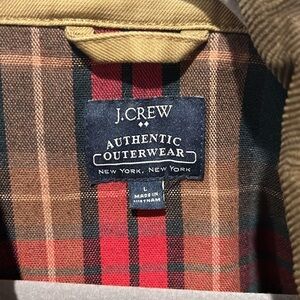 J.CREW
AUTHENTIC
OUTERWEAR
NEW YORK, NEW YORK
L
MADE IN
VIETNAM